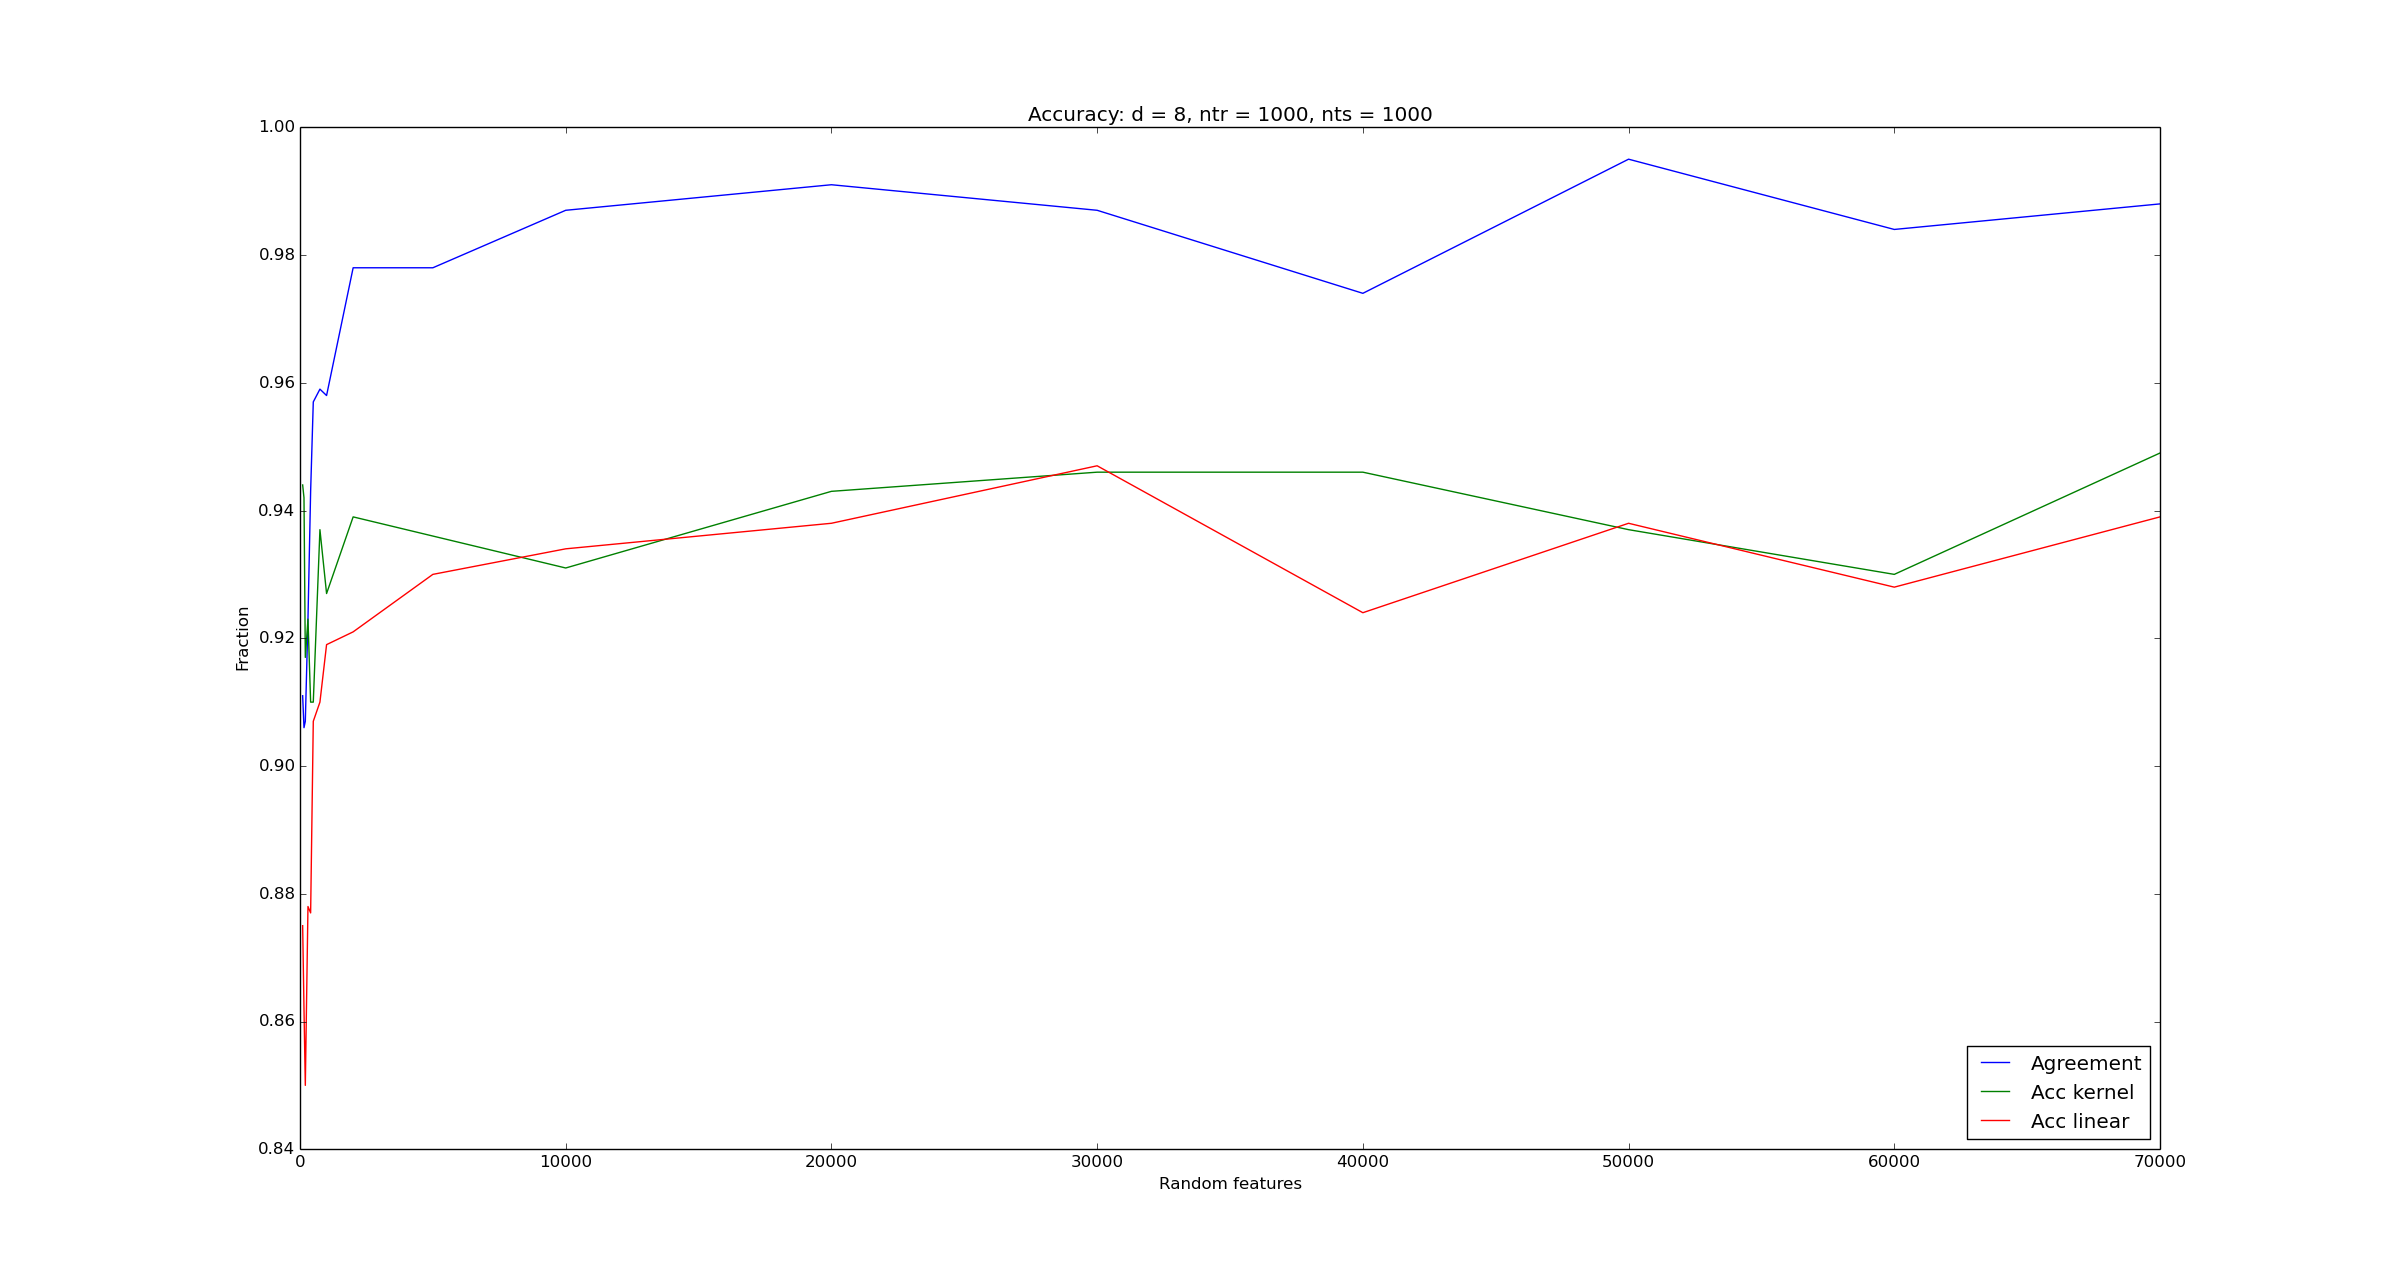 Accuracy: d = 8, ntr = 1000, nts = 1000
1.00
0.98
0.96
0.94
0.92
0.90
0.88
0.86
0.84
Fraction
0 10000 20000 30000 40000 50000 60000 70000
Random features
Agreement
Acc kernel
Acc linear